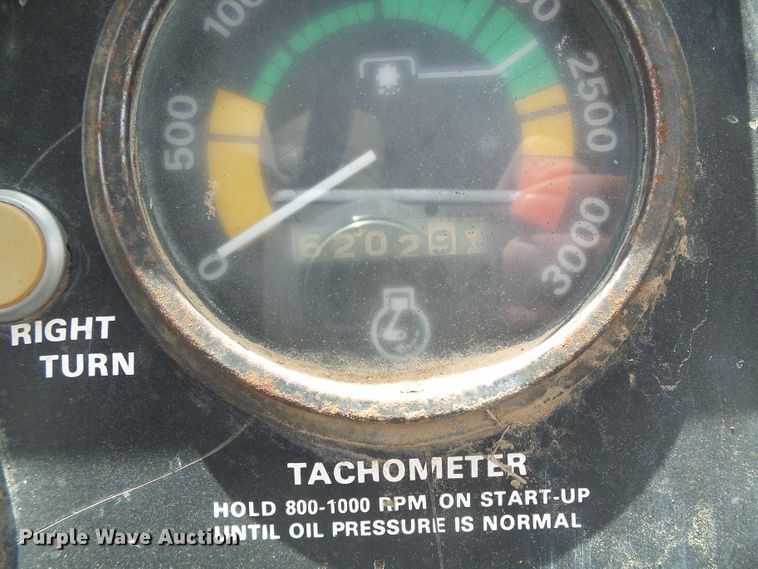 500
2500
3000
0
62029
RIGHT
TURN
TACHOMETER
HOLD 800-1000 RPM ON START-UP
UNTIL OIL PRESSURE IS NORMAL
Purple Wave Auction